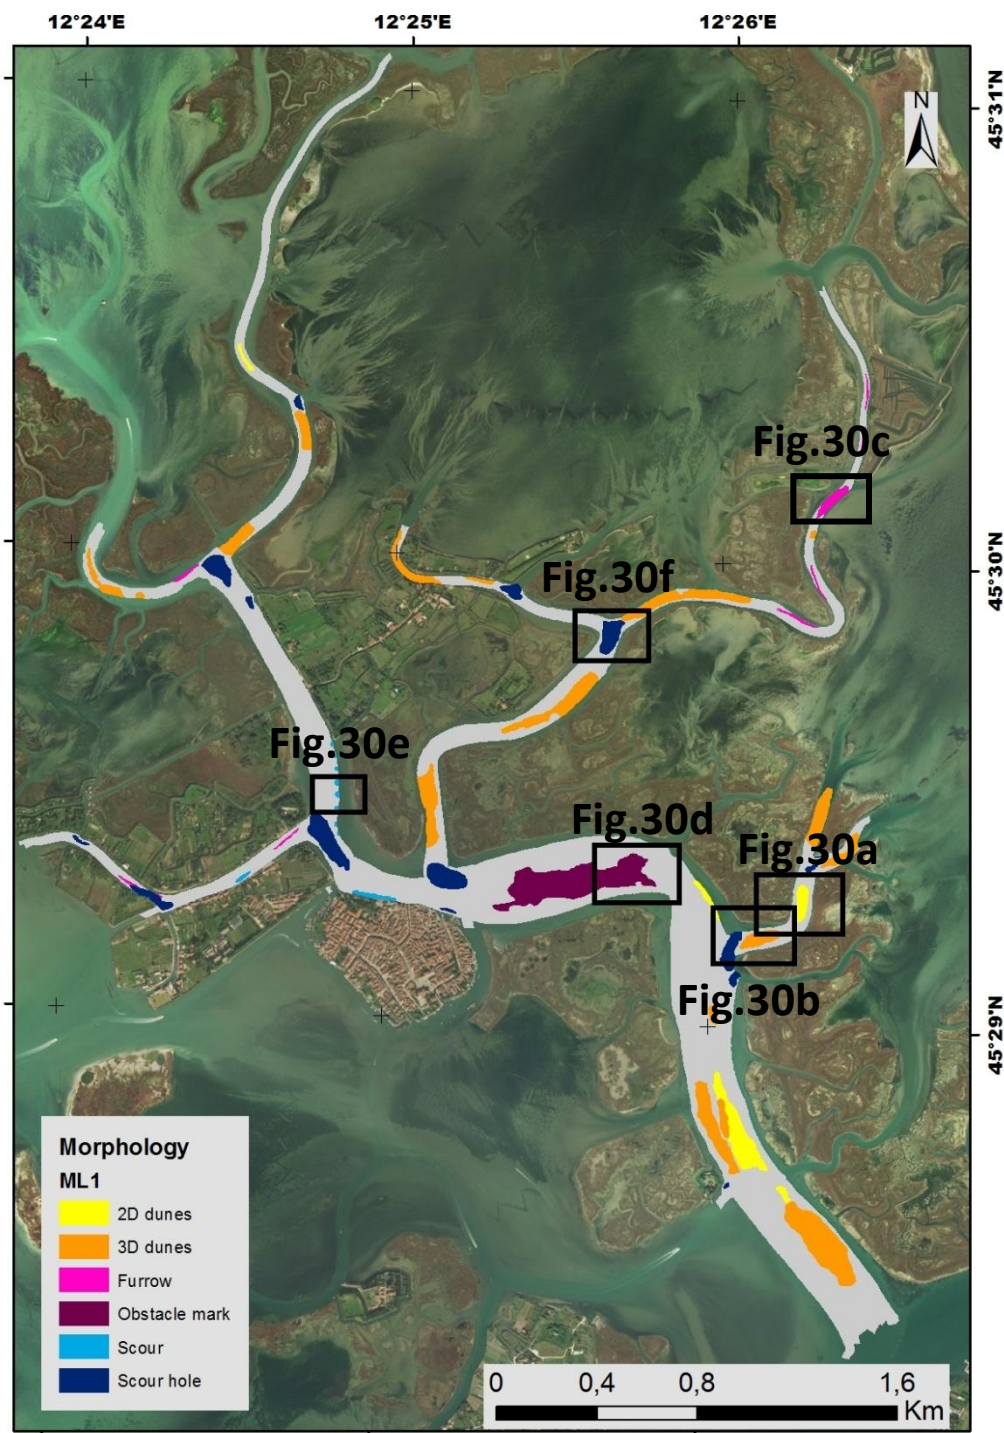 12°24'E 12°25'E 12°26'E
45°31'N
N
Fig.30c
45°30'N
Fig.30f
Fig.30e
Fig.30d
Fig.30a
Fig.30b
45°29'N
Morphology
ML1
2D dunes
3D dunes
Furrow
Obstacle mark
Scour
Scour hole
0 0,4 0,8 1,6
Km